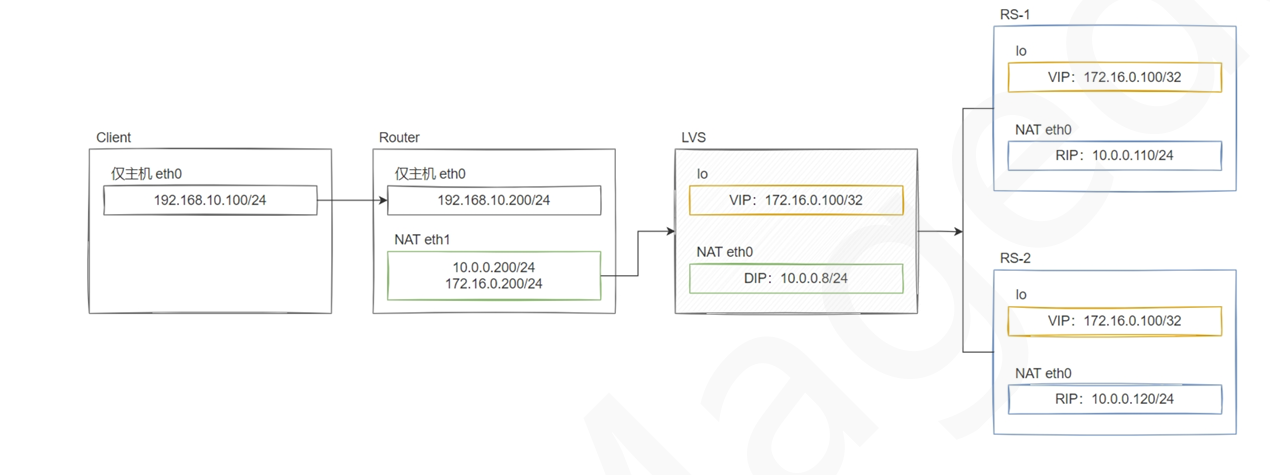 Client
仅主机 eth0
192.168.10.100/24
Router
仅主机 eth0
192.168.10.200/24
NAT eth1
10.0.0.200/24
172.16.0.200/24
LVS
lo
VIP：172.16.0.100/32
NAT eth0
DIP：10.0.0.8/24
RS-1
lo
VIP：172.16.0.100/32
NAT eth0
RIP：10.0.0.110/24
RS-2
lo
VIP：172.16.0.100/32
NAT eth0
RIP：10.0.0.120/24